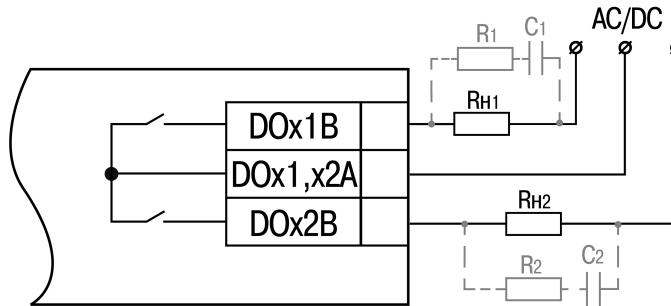 AC/DC
R1
C1
RH1
DOx1B
DOx1,x2A
DOx2B
RH2
R2
C2